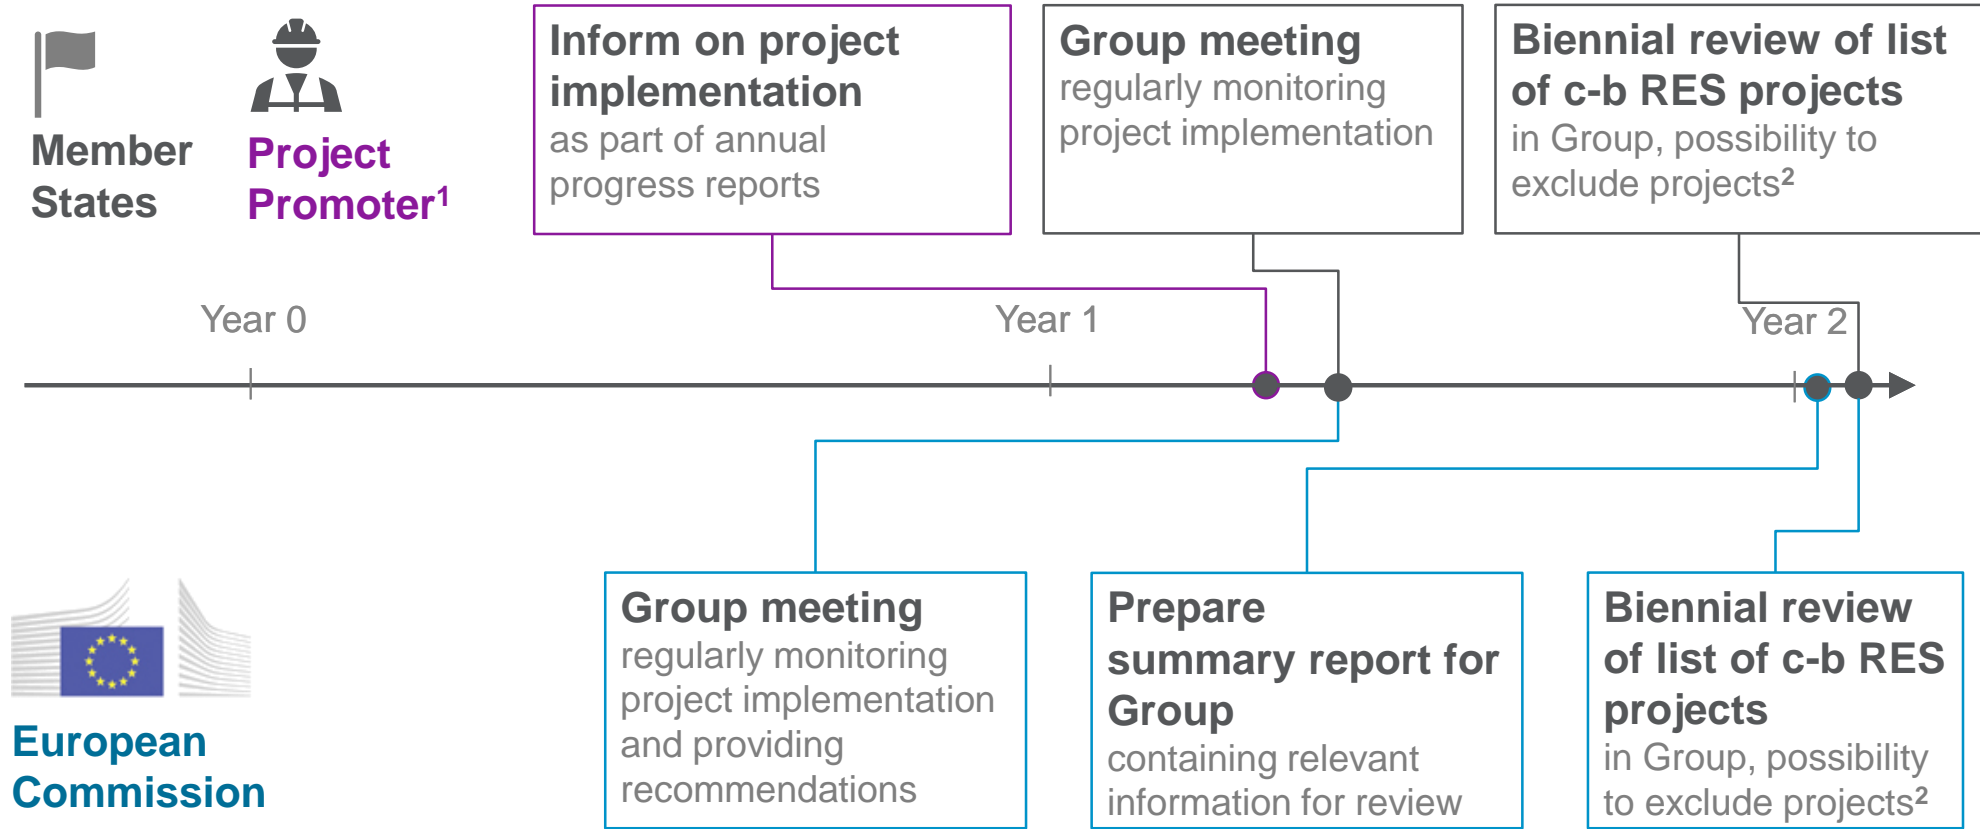 Member
States
Project
Promoter¹
Inform on project
implementation
as part of annual
progress reports
Group meeting
regularly monitoring
project implementation
Biennial review of list
of c-b RES projects
in Group, possibility to
exclude projects²
Year 0
Year 1
Year 2
European
Commission
Group meeting
regularly monitoring
project implementation
and providing
recommendations
Prepare
summary report for
Group
containing relevant
information for review
Biennial review
of list of c-b RES
projects
in Group, possibility
to exclude projects²